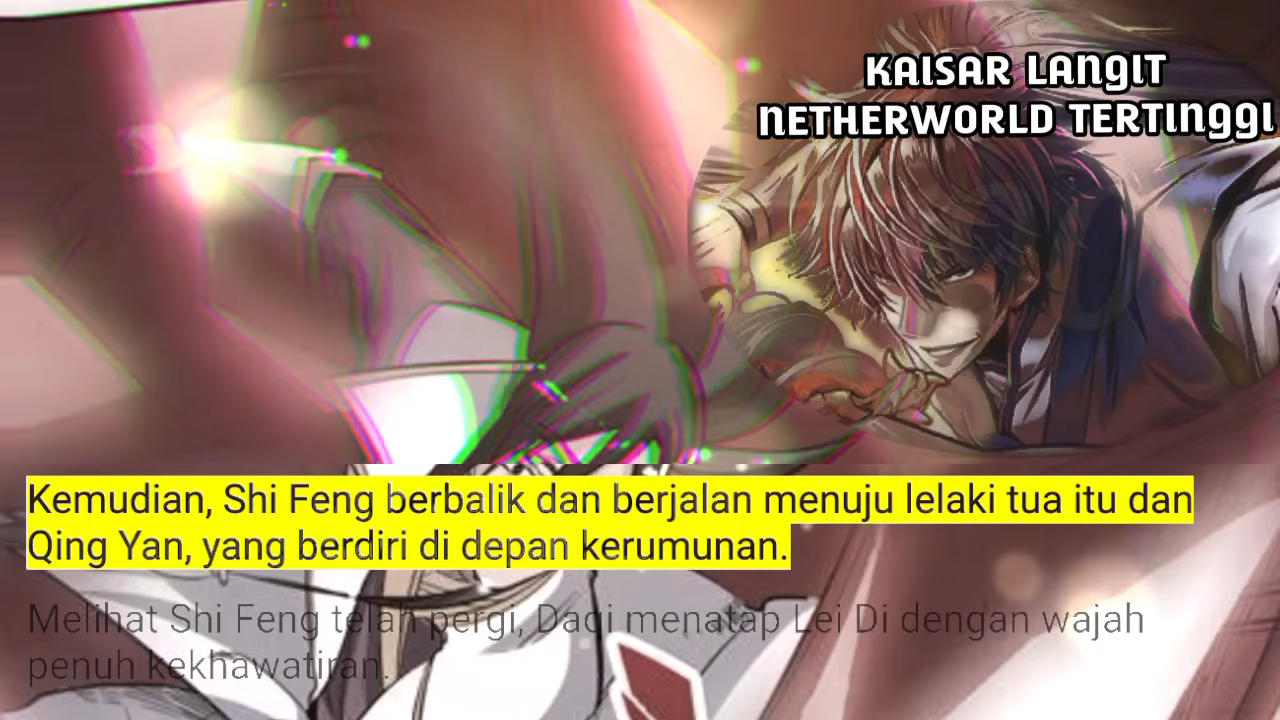 KAISAR LANGIT
NETHERWORLD TERTINGGI
Kemudian, Shi Feng berbalik dan berjalan menuju lelaki tua itu dan
Qing Yan, yang berdiri di depan kerumunan.
Melihat Shi Feng telah pergi, Daqi menatap Lei Di dengan wajah
penuh kekhawatiran.